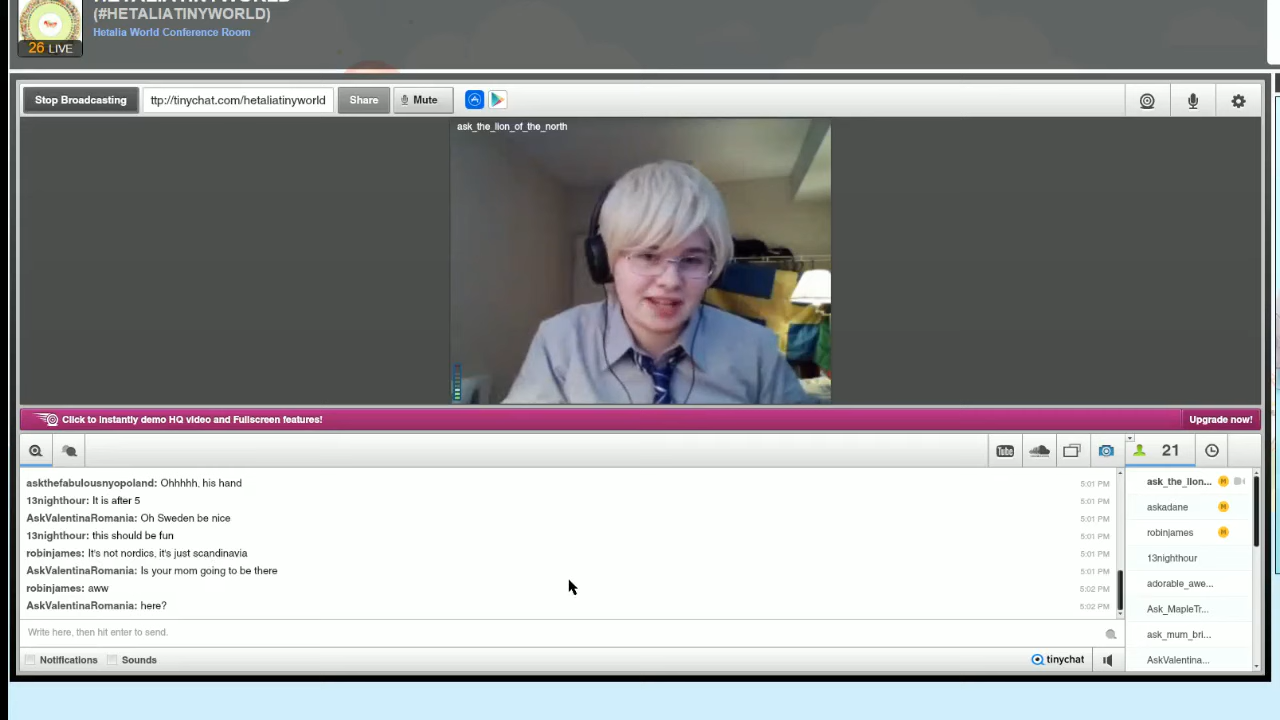 HETALIATINYWORLD
(#HETALIATINYWORLD)
Hetalia World Conference Room
26 LIVE
Stop Broadcasting
ttp://tinychat.com/hetaliatinyworld
Share
Mute
ask_the_lion_of_the_north
Click to instantly demo HQ video and Fullscreen features!
Upgrade now!
You Tube
21
askthefabulousnyopoland: Ohhhhh, his hand 5:01 PM
13nighthour: It is after 5 5:01 PM
AskValentinaRomania: Oh Sweden be nice 5:01 PM
13nighthour: this should be fun 5:01 PM
robinjames: It's not nordics, it's just scandinavia 5:01 PM
AskValentinaRomania: Is your mom going to be there 5:01 PM
robinjames: aww 5:02 PM
AskValentinaRomania: here? 5:02 PM
ask_the_lion... M
askadane M
robinjames M
13nighthour
adorable_awe...
Ask_MapleTr...
ask_mum_bri...
AskValentina...
Write here, then hit enter to send.
Notifications
Sounds
tinychat